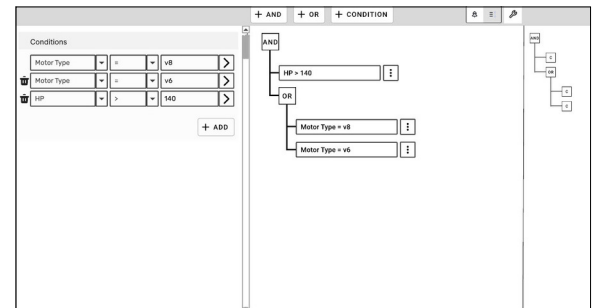 + AND + OR + CONDITION
Conditions
Motor Type = v8
Motor Type = v6
HP > 140
+ ADD
AND
HP > 140
OR
Motor Type = v8
Motor Type = v6
AND
C
OR
C
C